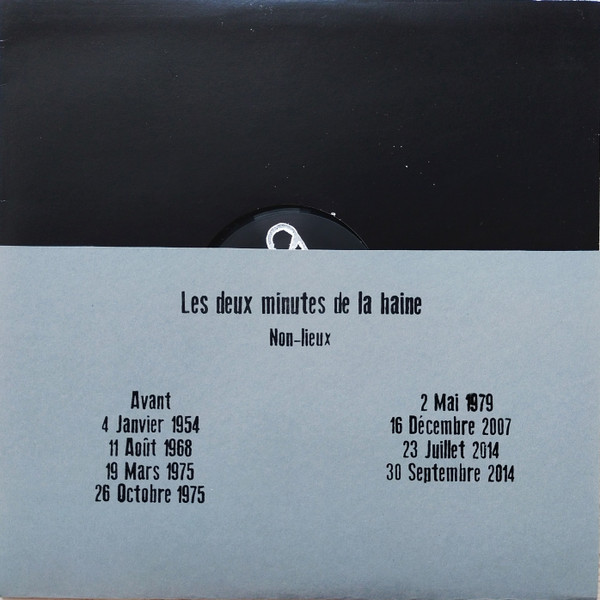 Les deux minutes de la haine
Non-lieux
Avant
4 Janvier 1954
11 Août 1968
19 Mars 1975
26 Octobre 1975
2 Mai 1979
16 Décembre 2007
23 Juillet 2014
30 Septembre 2014